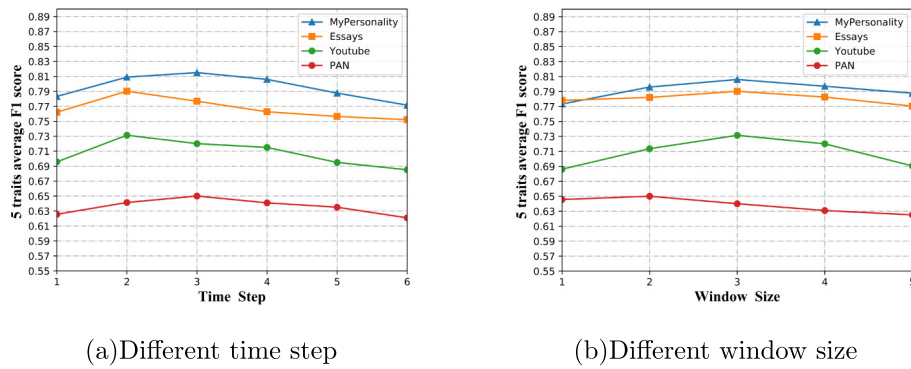 0.89
0.87
0.85
0.83
0.81
0.79
0.77
0.75
0.73
0.71
0.69
0.67
0.65
0.63
0.61
0.59
0.57
0.55
5 traits average F1 score
MyPersonality
Essays
Youtube
PAN
1 2 3 4 5 6
Time Step
(a)Different time step
0.89
0.87
0.85
0.83
0.81
0.79
0.77
0.75
0.73
0.71
0.69
0.67
0.65
0.63
0.61
0.59
0.57
0.55
5 traits average F1 score
MyPersonality
Essays
Youtube
PAN
1 2 3 4 5
Window Size
(b)Different window size